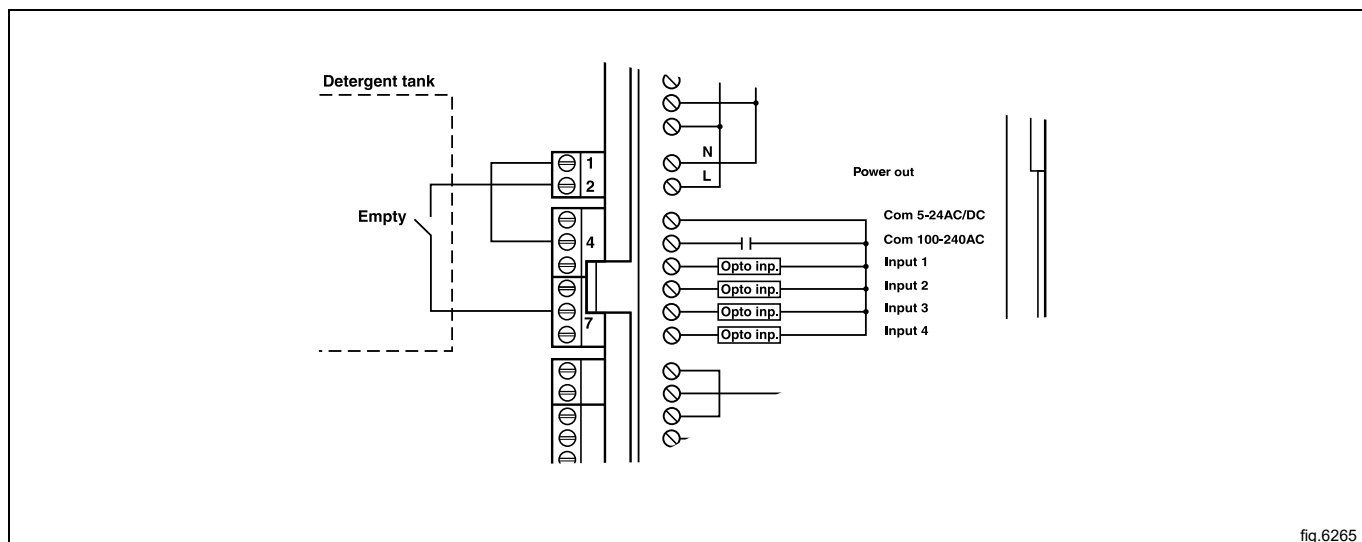 Detergent tank
1
2
Empty
4
7
N
L
Power out
Com 5-24AC/DC
Com 100-240AC
Opto inp. Input 1
Opto inp. Input 2
Opto inp. Input 3
Opto inp. Input 4
fig.6265